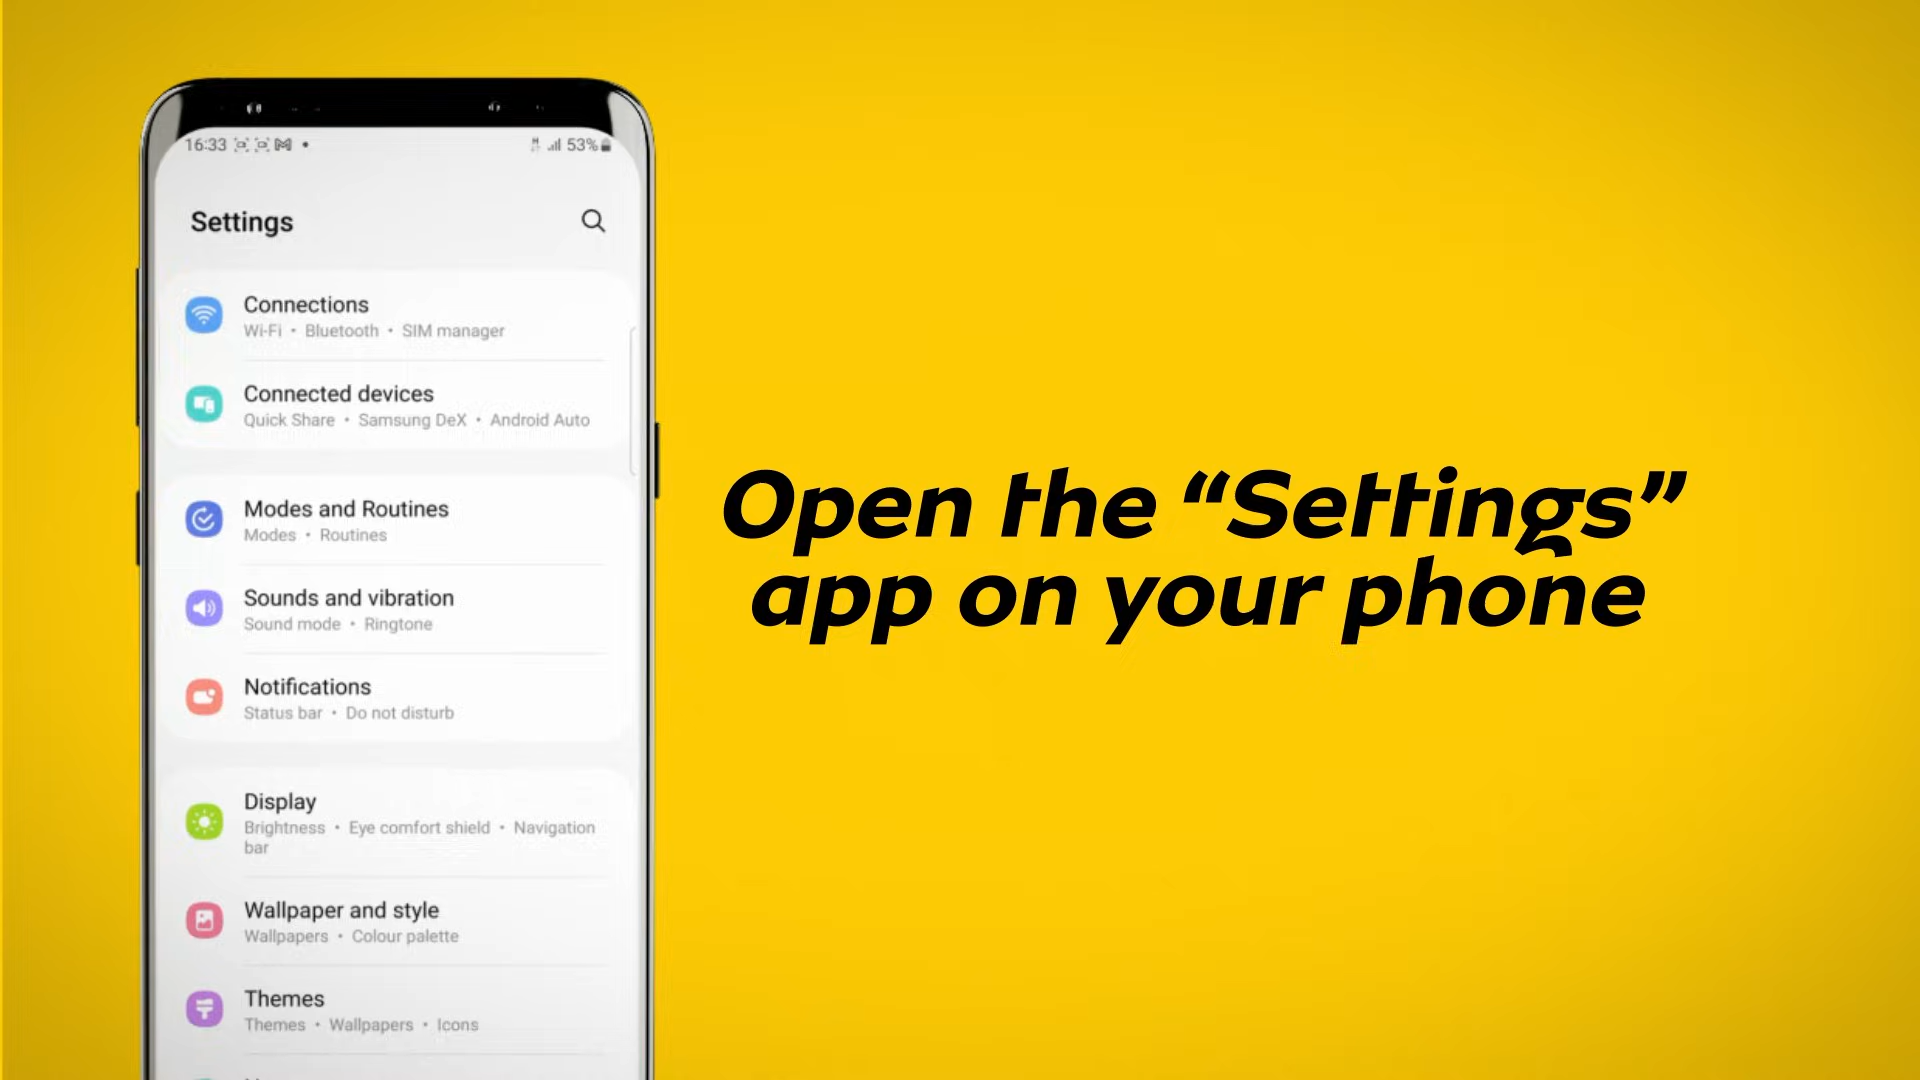 16:33
53%
Settings
Connections
Wi-Fi • Bluetooth • SIM manager
Connected devices
Quick Share • Samsung DeX • Android Auto
Modes and Routines
Modes • Routines
Sounds and vibration
Sound mode • Ringtone
Notifications
Status bar • Do not disturb
Display
Brightness • Eye comfort shield • Navigation
bar
Wallpaper and style
Wallpapers • Colour palette
Themes
Themes • Wallpapers • Icons
Open the “Settings”
app on your phone